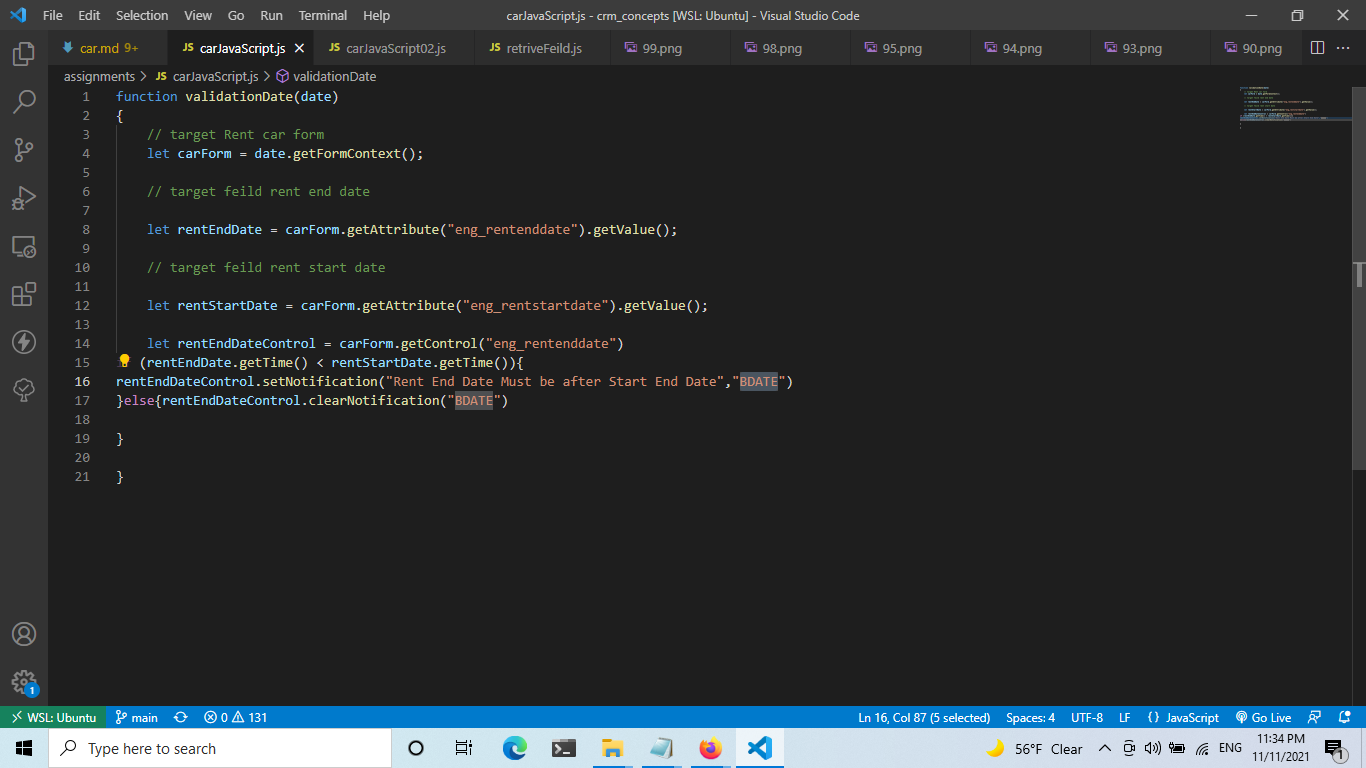 File Edit Selection View Go Run Terminal Help carJavaScript.js - crm_concepts [WSL: Ubuntu] - Visual Studio Code
car.md 9+ JS carJavaScript.js JS carJavaScript02.js JS retriveFeild.js 99.png 98.png 95.png 94.png 93.png 90.png
assignments > JS carJavaScript.js > validationDate
1 function validationDate(date)
2 {
3 // target Rent car form
4 let carForm = date.getFormContext();
5
6 // target feild rent end date
7
8 let rentEndDate = carForm.getAttribute("eng_rentenddate").getValue();
9
10 // target feild rent start date
11
12 let rentStartDate = carForm.getAttribute("eng_rentstartdate").getValue();
13
14 let rentEndDateControl = carForm.getControl("eng_rentenddate")
15 (rentEndDate.getTime() < rentStartDate.getTime()){
16 rentEndDateControl.setNotification("Rent End Date Must be after Start End Date","BDATE")
17 }else{rentEndDateControl.clearNotification("BDATE")
18
19 }
20
21 }
1
WSL: Ubuntu main 0 131 Ln 16, Col 87 (5 selected) Spaces: 4 UTF-8 LF {} JavaScript Go Live
Type here to search 56°F Clear ENG 11:34 PM
11/11/2021 1